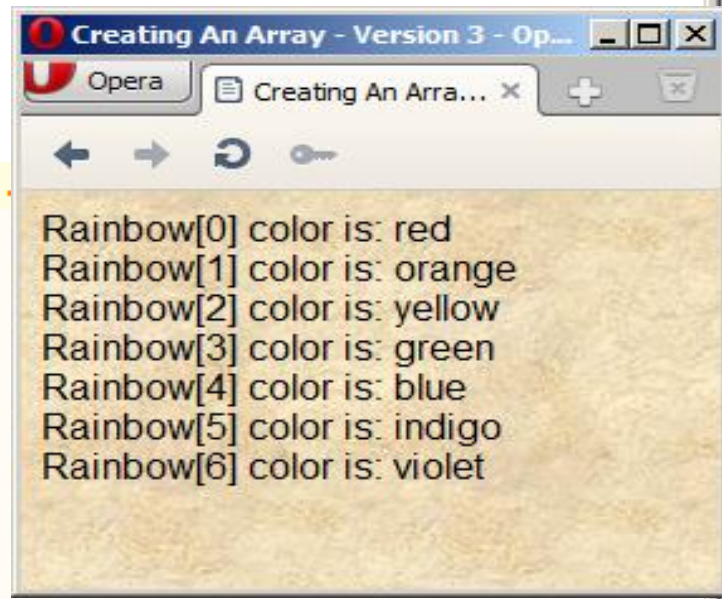 Creating An Array - Version 3 - Op...
Opera
Creating An Arra...
Rainbow[0] color is: red
Rainbow[1] color is: orange
Rainbow[2] color is: yellow
Rainbow[3] color is: green
Rainbow[4] color is: blue
Rainbow[5] color is: indigo
Rainbow[6] color is: violet